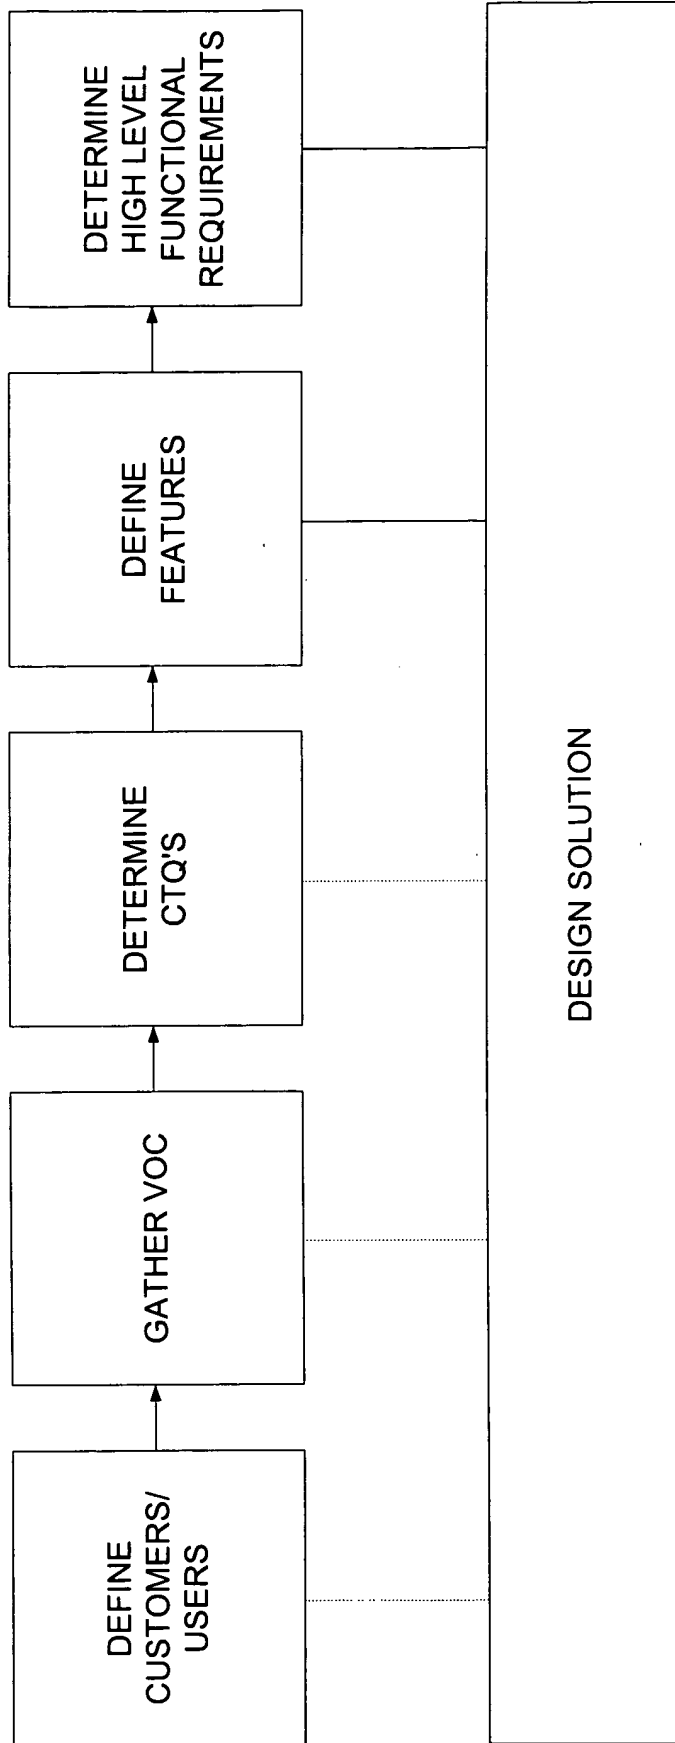 DEFINE
CUSTOMERS/
USERS
GATHER VOC
DETERMINE
CTQ'S
DEFINE
FEATURES
DETERMINE
HIGH LEVEL
FUNCTIONAL
REQUIREMENTS
DESIGN SOLUTION